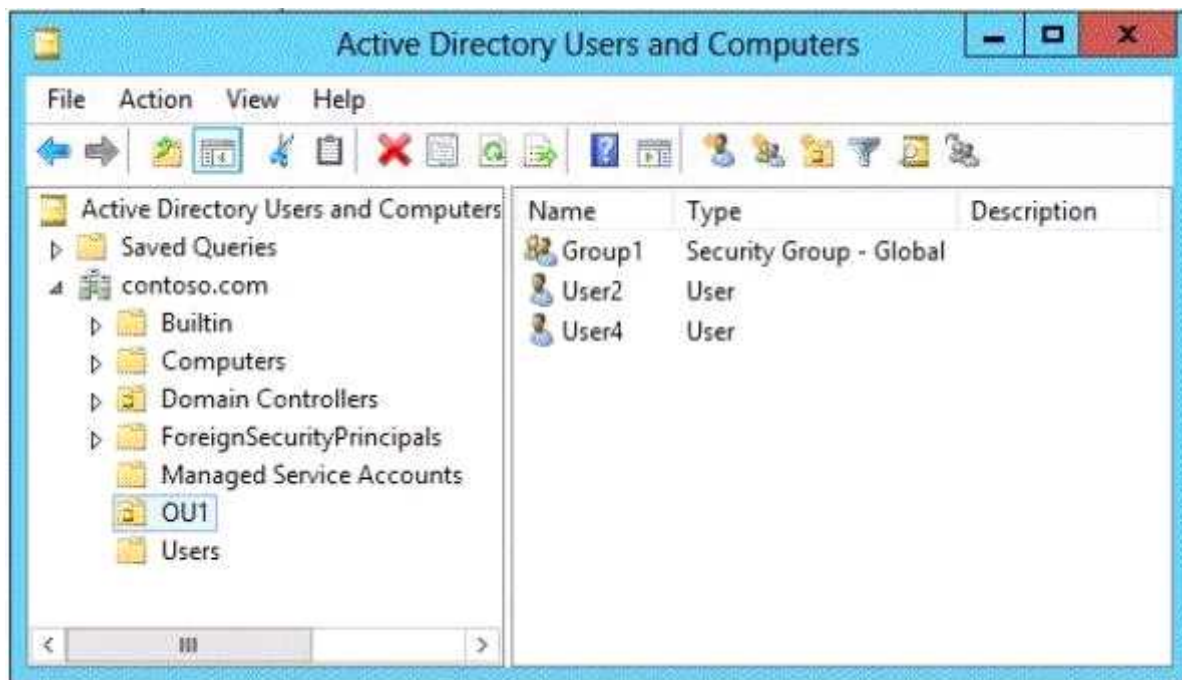 Active Directory Users and Computers
File Action View Help
Active Directory Users and Computers
Saved Queries
contoso.com
Builtin
Computers
Domain Controllers
ForeignSecurityPrincipals
Managed Service Accounts
OU1
Users
Name Type Description
Group1 Security Group - Global
User2 User
User4 User